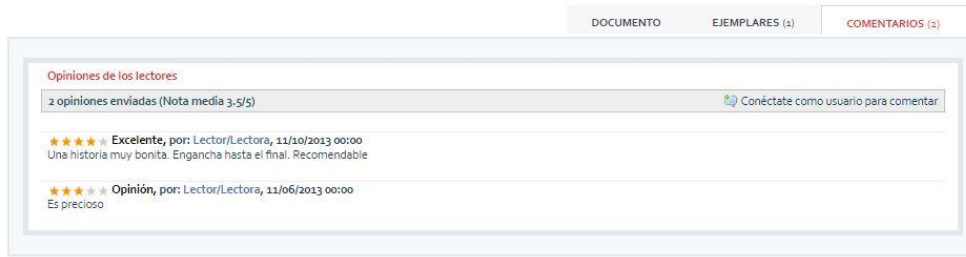 DOCUMENTO EJEMPLARES (1) COMENTARIOS (2)
Opiniones de los lectores
2 opiniones enviadas (Nota media 3.5/5) Conéctate como usuario para comentar
Excelente, por: Lector/Lectora, 11/10/2013 00:00
Una historia muy bonita. Engancha hasta el final. Recomendable
Opinión, por: Lector/Lectora, 11/06/2013 00:00
Es precioso